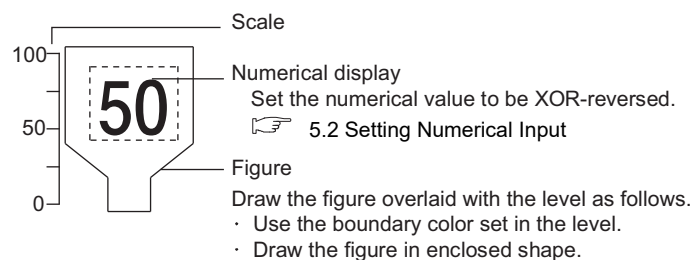 Scale
100
Numerical display
50
Set the numerical value to be XOR-reversed.
50
5.2 Setting Numerical Input
Figure
0
Draw the figure overlaid with the level as follows.
· Use the boundary color set in the level.
· Draw the figure in enclosed shape.